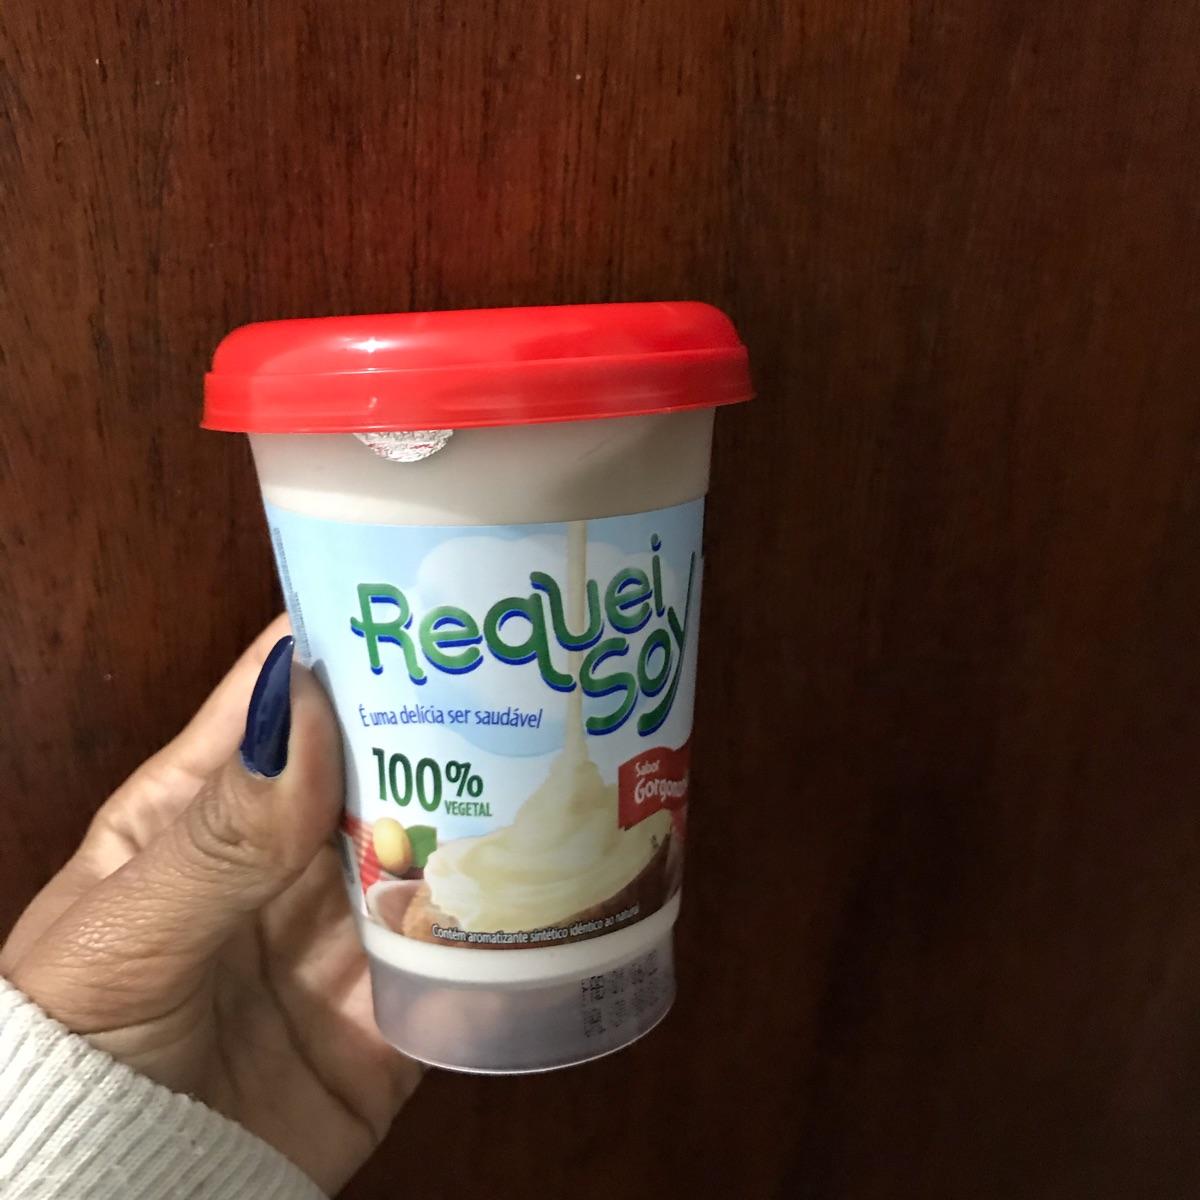 Requei
Soy
É uma delícia ser saudável
100%
VEGETAL
Sabor
Contém aromatizante sintético idêntico ao natural